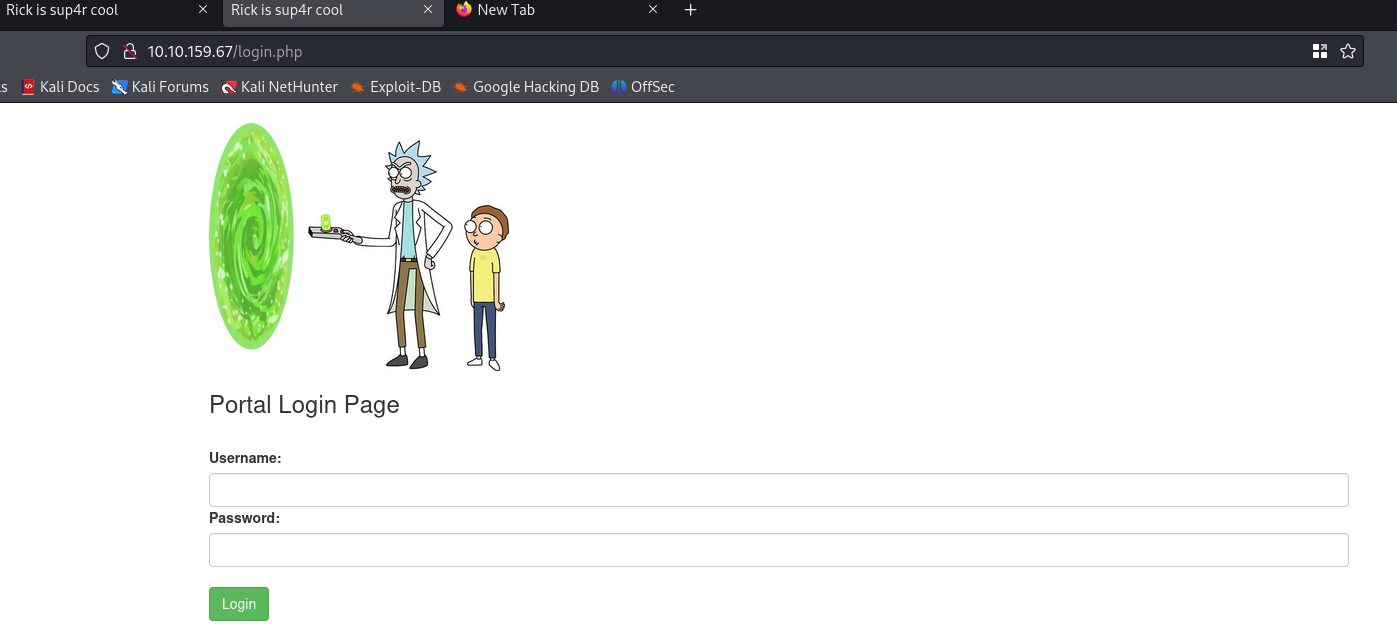 Rick is sup4r cool Rick is sup4r cool New Tab
10.10.159.67/login.php
s Kali Docs Kali Forums Kali NetHunter Exploit-DB Google Hacking DB OffSec
Portal Login Page
Username:
Password:
Login